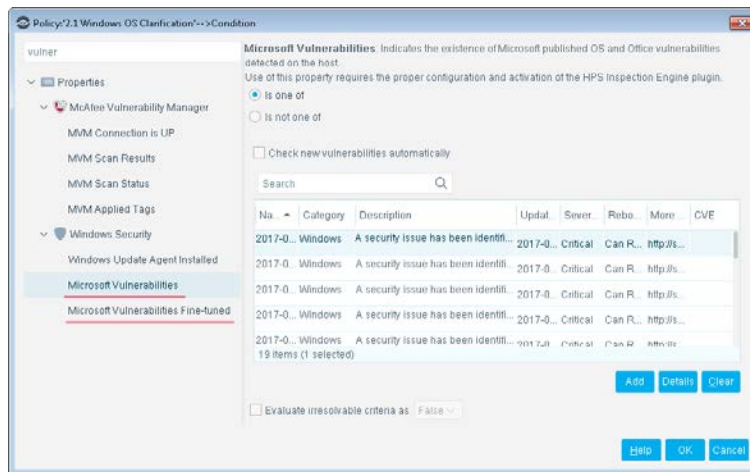 Policy:'2.1 Windows OS Clarification'-->Condition
vulner
Properties
McAfee Vulnerability Manager
MVM Connection is UP
MVM Scan Results
MVM Scan Status
MVM Applied Tags
Windows Security
Windows Update Agent Installed
Microsoft Vulnerabilities
Microsoft Vulnerabilities Fine-tuned
Microsoft Vulnerabilities: Indicates the existence of Microsoft published OS and Office vulnerabilities
detected on the host.
Use of this property requires the proper configuration and activation of the HPS Inspection Engine plugin.
Is one of
Is not one of
Check new vulnerabilities automatically
Search
Na... Category Description Updat... Sever... Rebo... More ... CVE
2017-0... Windows A security issue has been identifi... 2017-0... Critical Can R... http://s...
2017-0... Windows A security issue has been identifi... 2017-0... Critical Can R... http://s...
2017-0... Windows A security issue has been identifi... 2017-0... Critical Can R... http://s...
2017-0... Windows A security issue has been identifi... 2017-0... Critical Can R... http://s...
2017-0... Windows A security issue has been identifi... 2017-0... Critical Can R... http://s...
19 items (1 selected)
Add Details Clear
Evaluate irresolvable criteria as False
Help OK Cancel